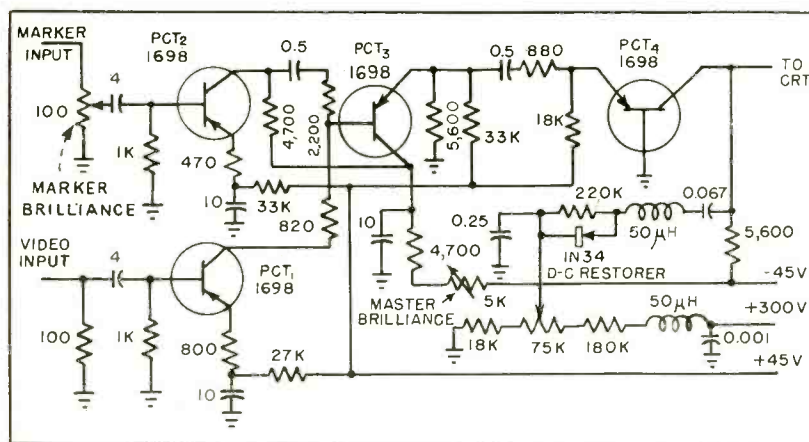 MARKER
INPUT
PCT2
1698
0.5
PCT3
1698
0.5
880
PCT4
1698
TO
CRT
4
100
1K
470
4,700
2,200
5,600
33K
18K
MARKER
BRILLIANCE
10
33K
820
10
0.25
220K
0.067
50μH
1N34
D-C RESTORER
5,600
VIDEO
INPUT
4
PCT1
1698
4,700
MASTER
BRILLIANCE
5K
-45V
50μH
+300V
100
1K
800
27K
18K
75K
180K
0.001
+45V
10